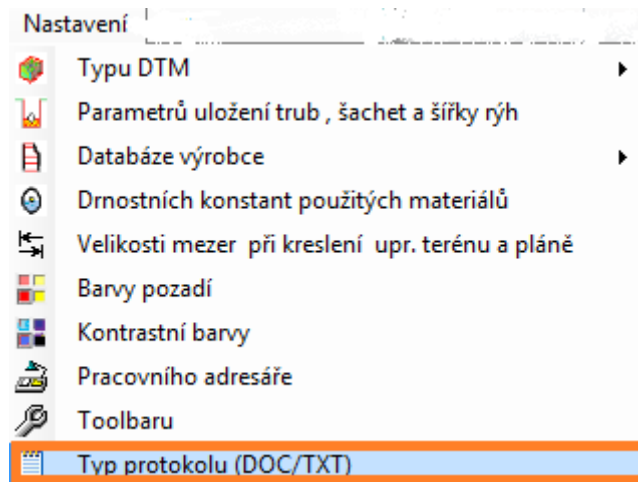 Nastavení
Typu DTM
Parametrů uložení trub , šachet a šířky rýh
Databáze výrobce
Drnostních konstant použitých materiálů
Velikosti mezer při kreslení upr. terénu a pláně
Barvy pozadí
Kontrastní barvy
Pracovního adresáře
Toolbaru
Typ protokolu (DOC/TXT)